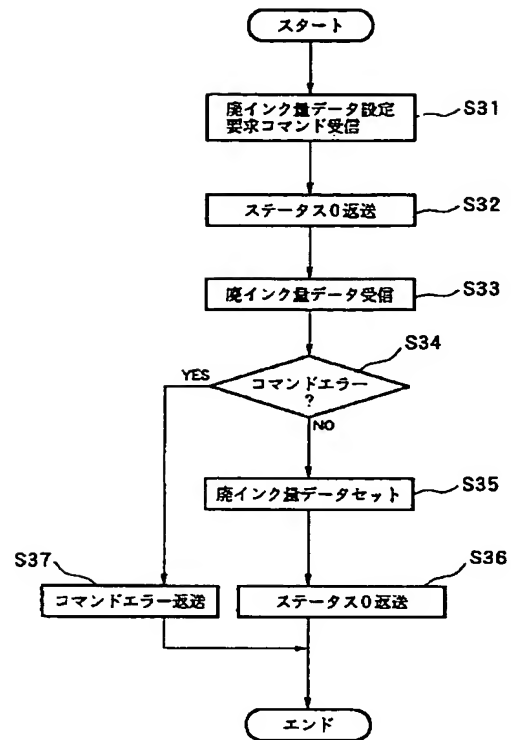 スタート
廃インク量データ設定
要求コマンド受信
S31
ステータス0返送
S32
廃インク量データ受信
S33
S34
コマンドエラー
?
YES
NO
廃インク量データセット
S35
S37
コマンドエラー返送
S36
ステータス0返送
エンド